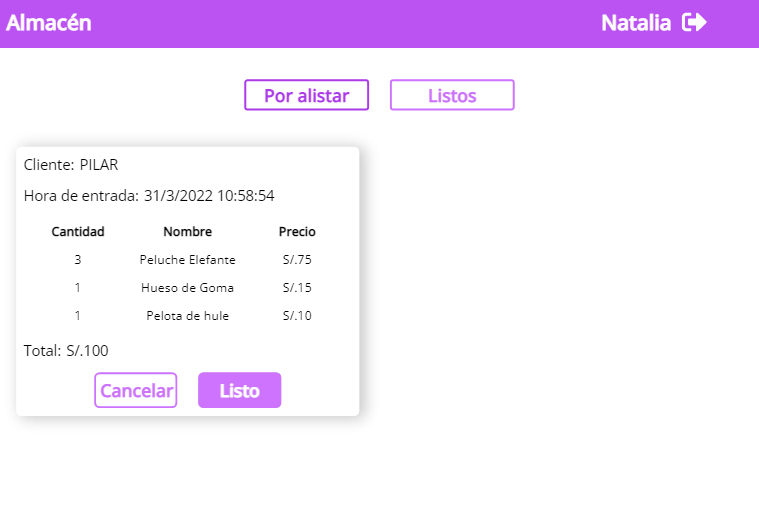 Almacén Natalia
Por alistar Listos
Cliente: PILAR
Hora de entrada: 31/3/2022 10:58:54
Cantidad Nombre Precio
3 Peluche Elefante S/.75
1 Hueso de Goma S/.15
1 Pelota de hule S/.10
Total: S/.100
Cancelar Listo